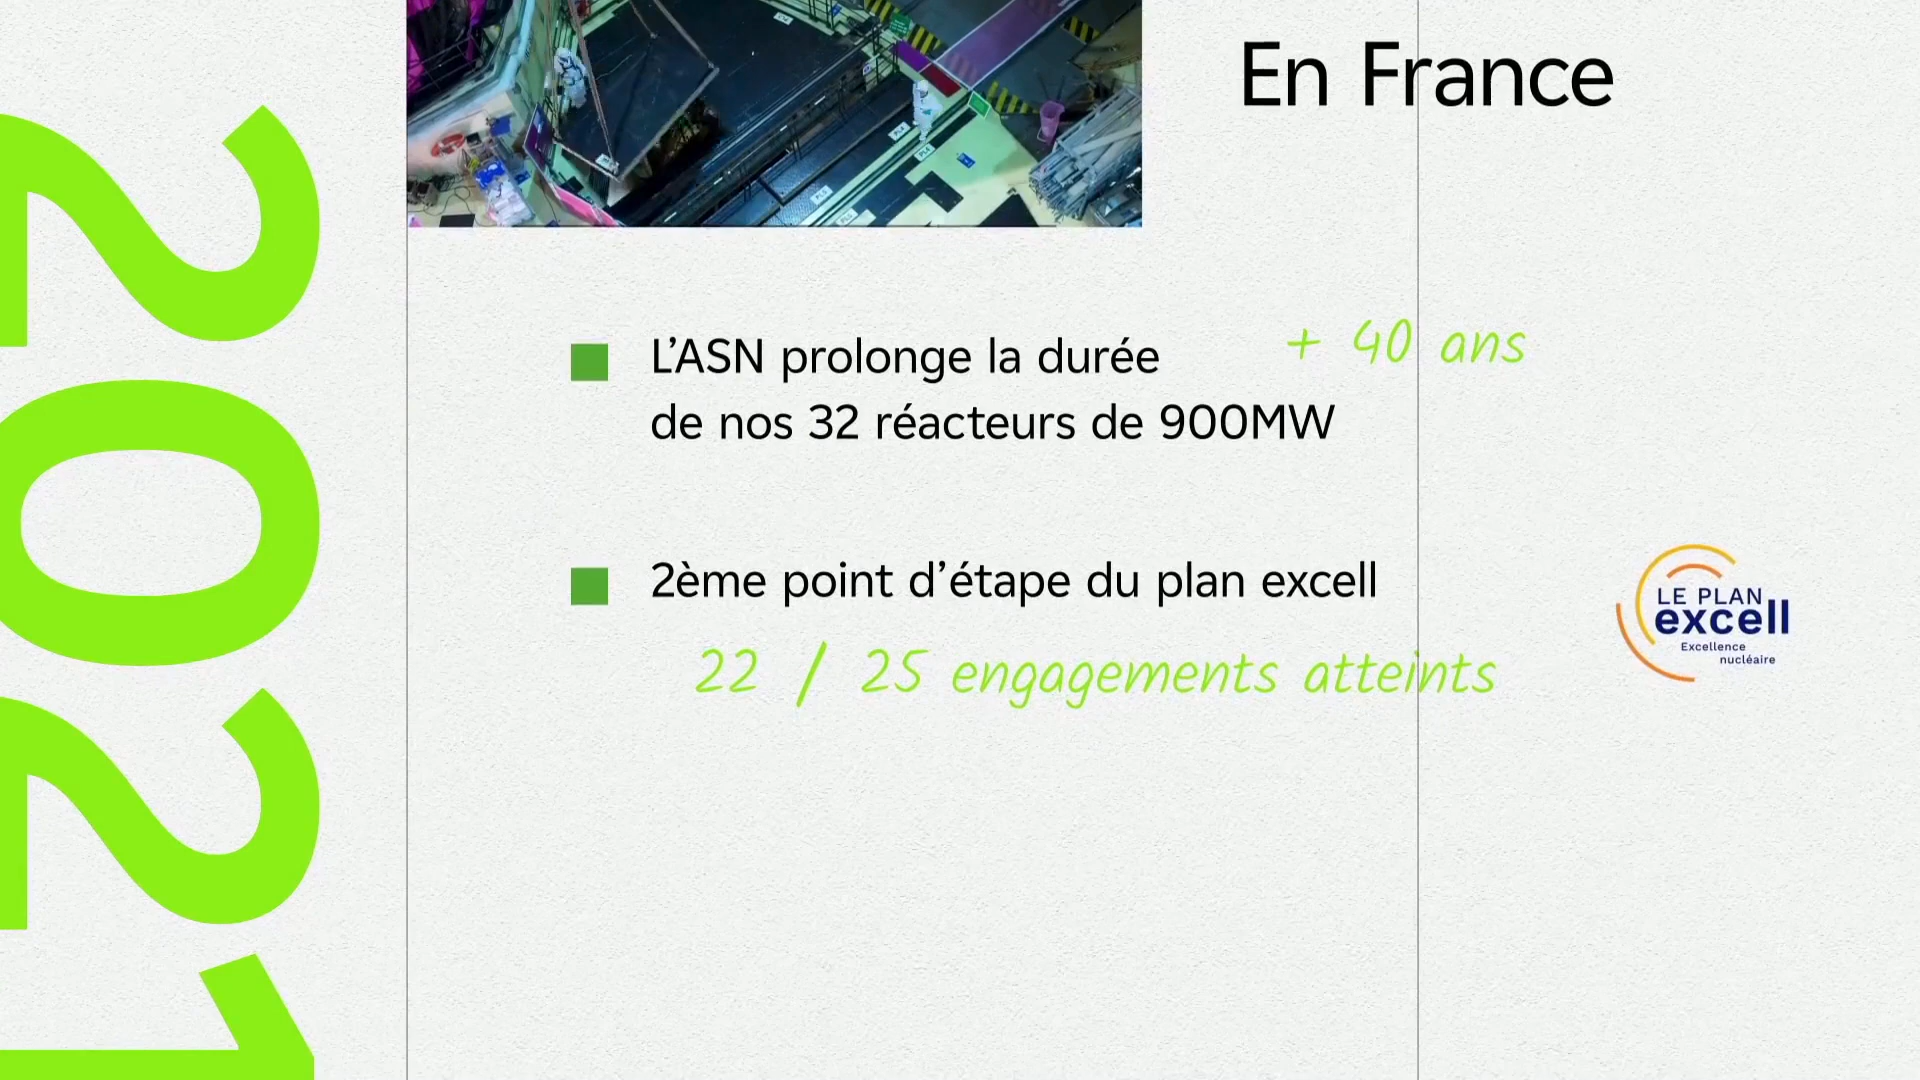 2021
En France
L'ASN prolonge la durée
+ 40 ans
de nos 32 réacteurs de 900MW
2ème point d'étape du plan excell
22 / 25 engagements atteints
LE PLAN
excell
Excellence
nucléaire